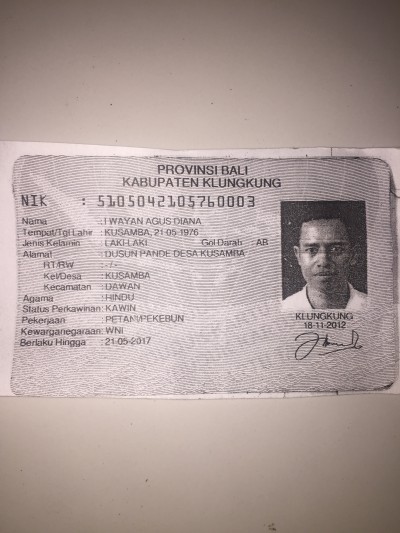 PROVINSI BALI
KABUPATEN KLUNGKUNG
NIK : 5105042105760003
Nama : I WAYAN AGUS DIANA
Tempat/Tgl Lahir : KUSAMBA, 21-05-1976
Jenis Kelamin : LAKI-LAKI Gol Darah : AB
Alamat : DUSUN PANDE DESA KUSAMBA
RT/RW : - / -
Kel/Desa : KUSAMBA
Kecamatan : DAWAN
Agama : HINDU
Status Perkawinan : KAWIN
Pekerjaan : PETANI/PEKEBUN
Kewarganegaraan : WNI
Berlaku Hingga : 21-05-2017
KLUNGKUNG
18-11-2012